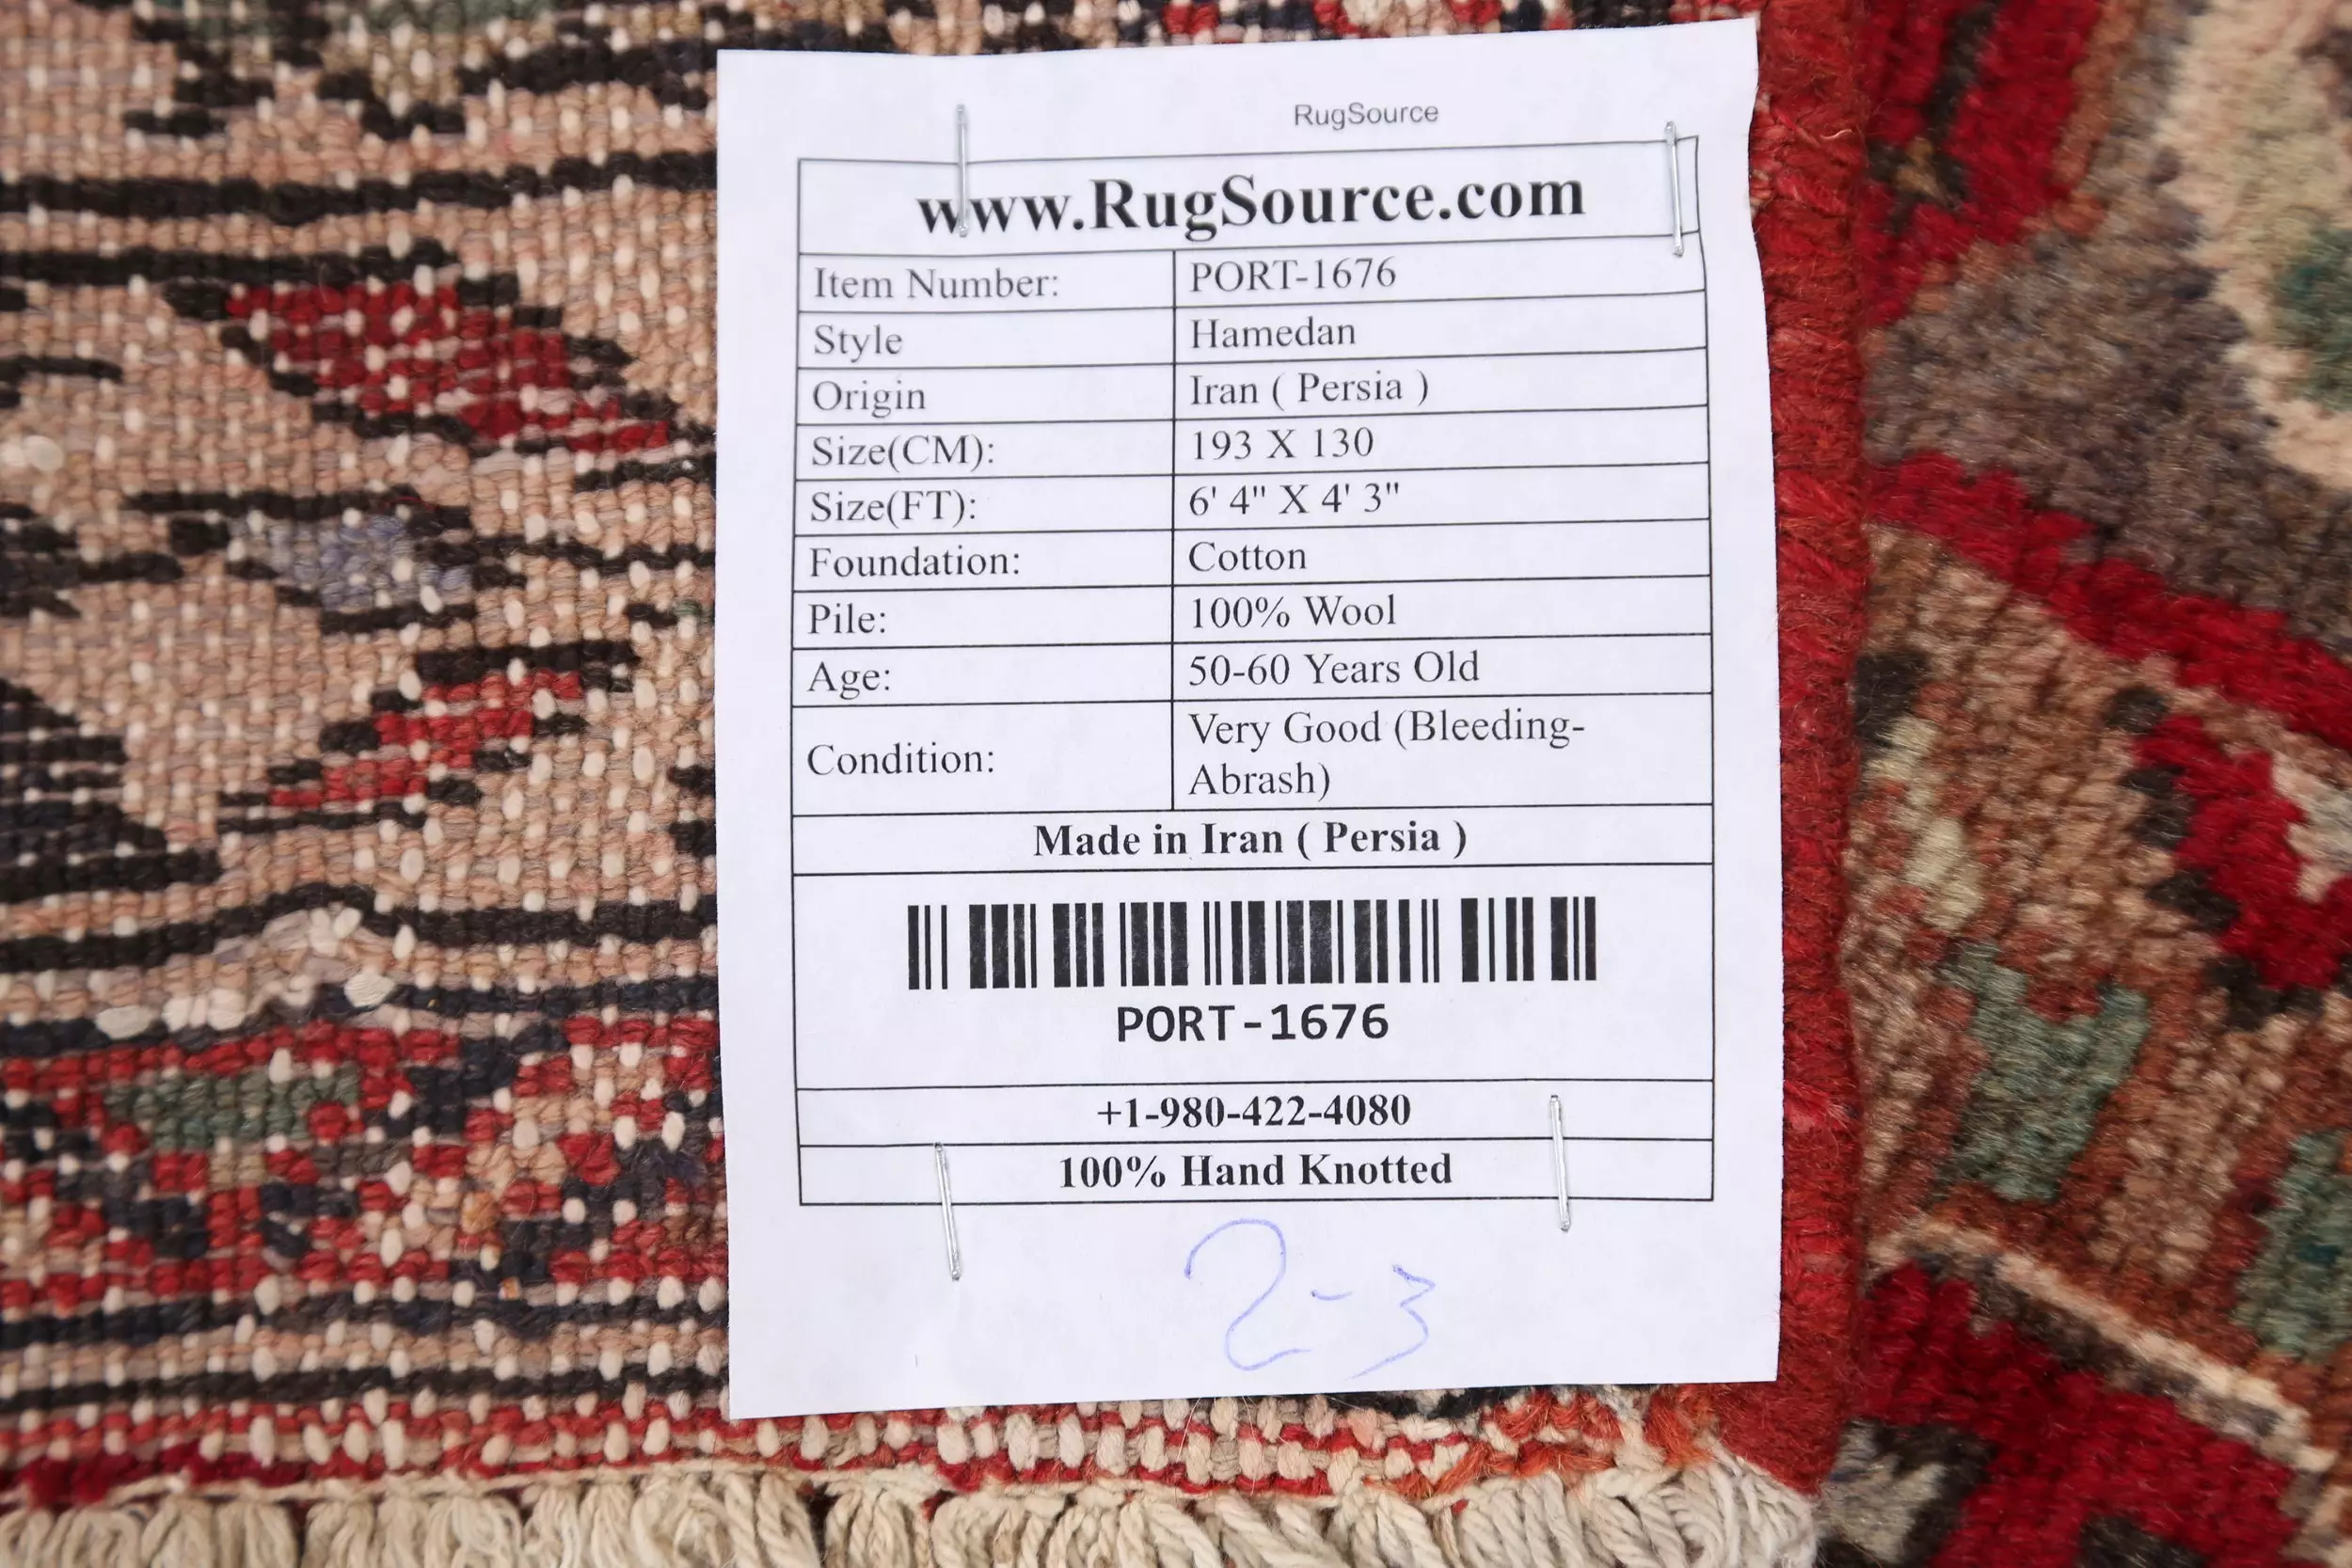 RugSource
www.RugSource.com
Item Number: PORT-1676
Style Hamedan
Origin Iran ( Persia )
Size(CM): 193 X 130
Size(FT): 6' 4" X 4' 3"
Foundation: Cotton
Pile: 100% Wool
Age: 50-60 Years Old
Condition: Very Good (Bleeding-
Abrash)
Made in Iran ( Persia )
PORT-1676
+1-980-422-4080
100% Hand Knotted
2-3